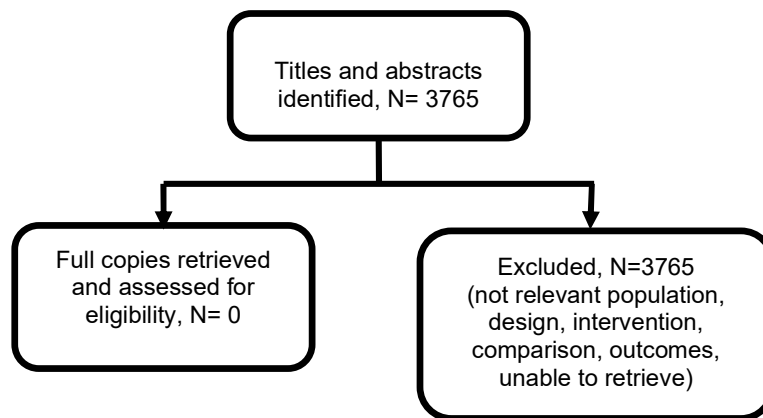 Titles and abstracts
identified, N= 3765
Full copies retrieved
and assessed for
eligibility, N= 0
Excluded, N=3765
(not relevant population,
design, intervention,
comparison, outcomes,
unable to retrieve)